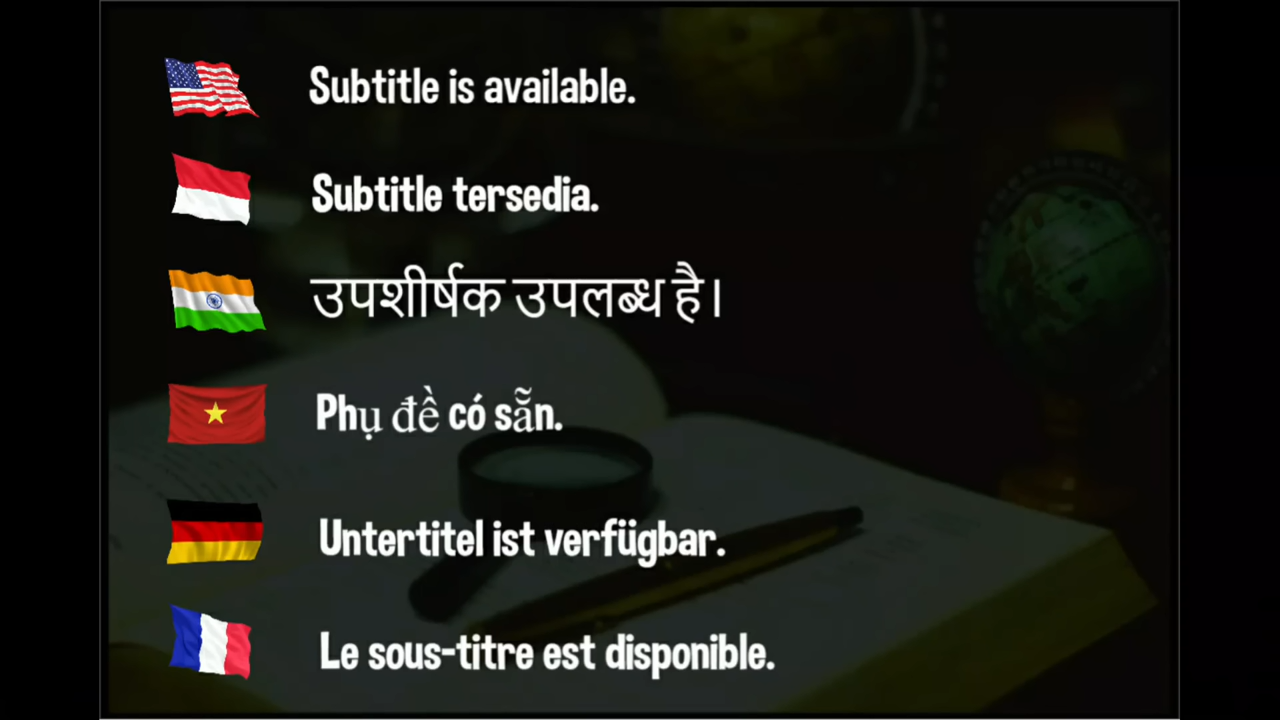 Subtitle is available.
Subtitle tersedia.
उपशीर्षक उपलब्ध है।
Phụ đề có sẵn.
Untertitel ist verfügbar.
Le sous-titre est disponible.